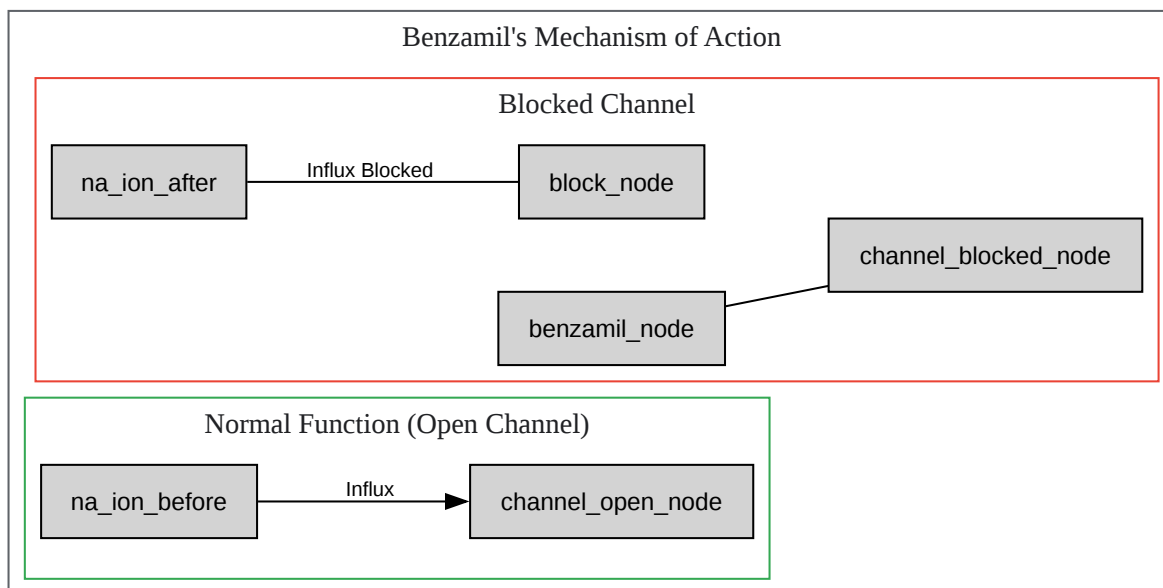 Benzamil's Mechanism of Action
Blocked Channel
na_ion_after
Influx Blocked
block_node
channel_blocked_node
benzamil_node
Normal Function (Open Channel)
na_ion_before
Influx
channel_open_node